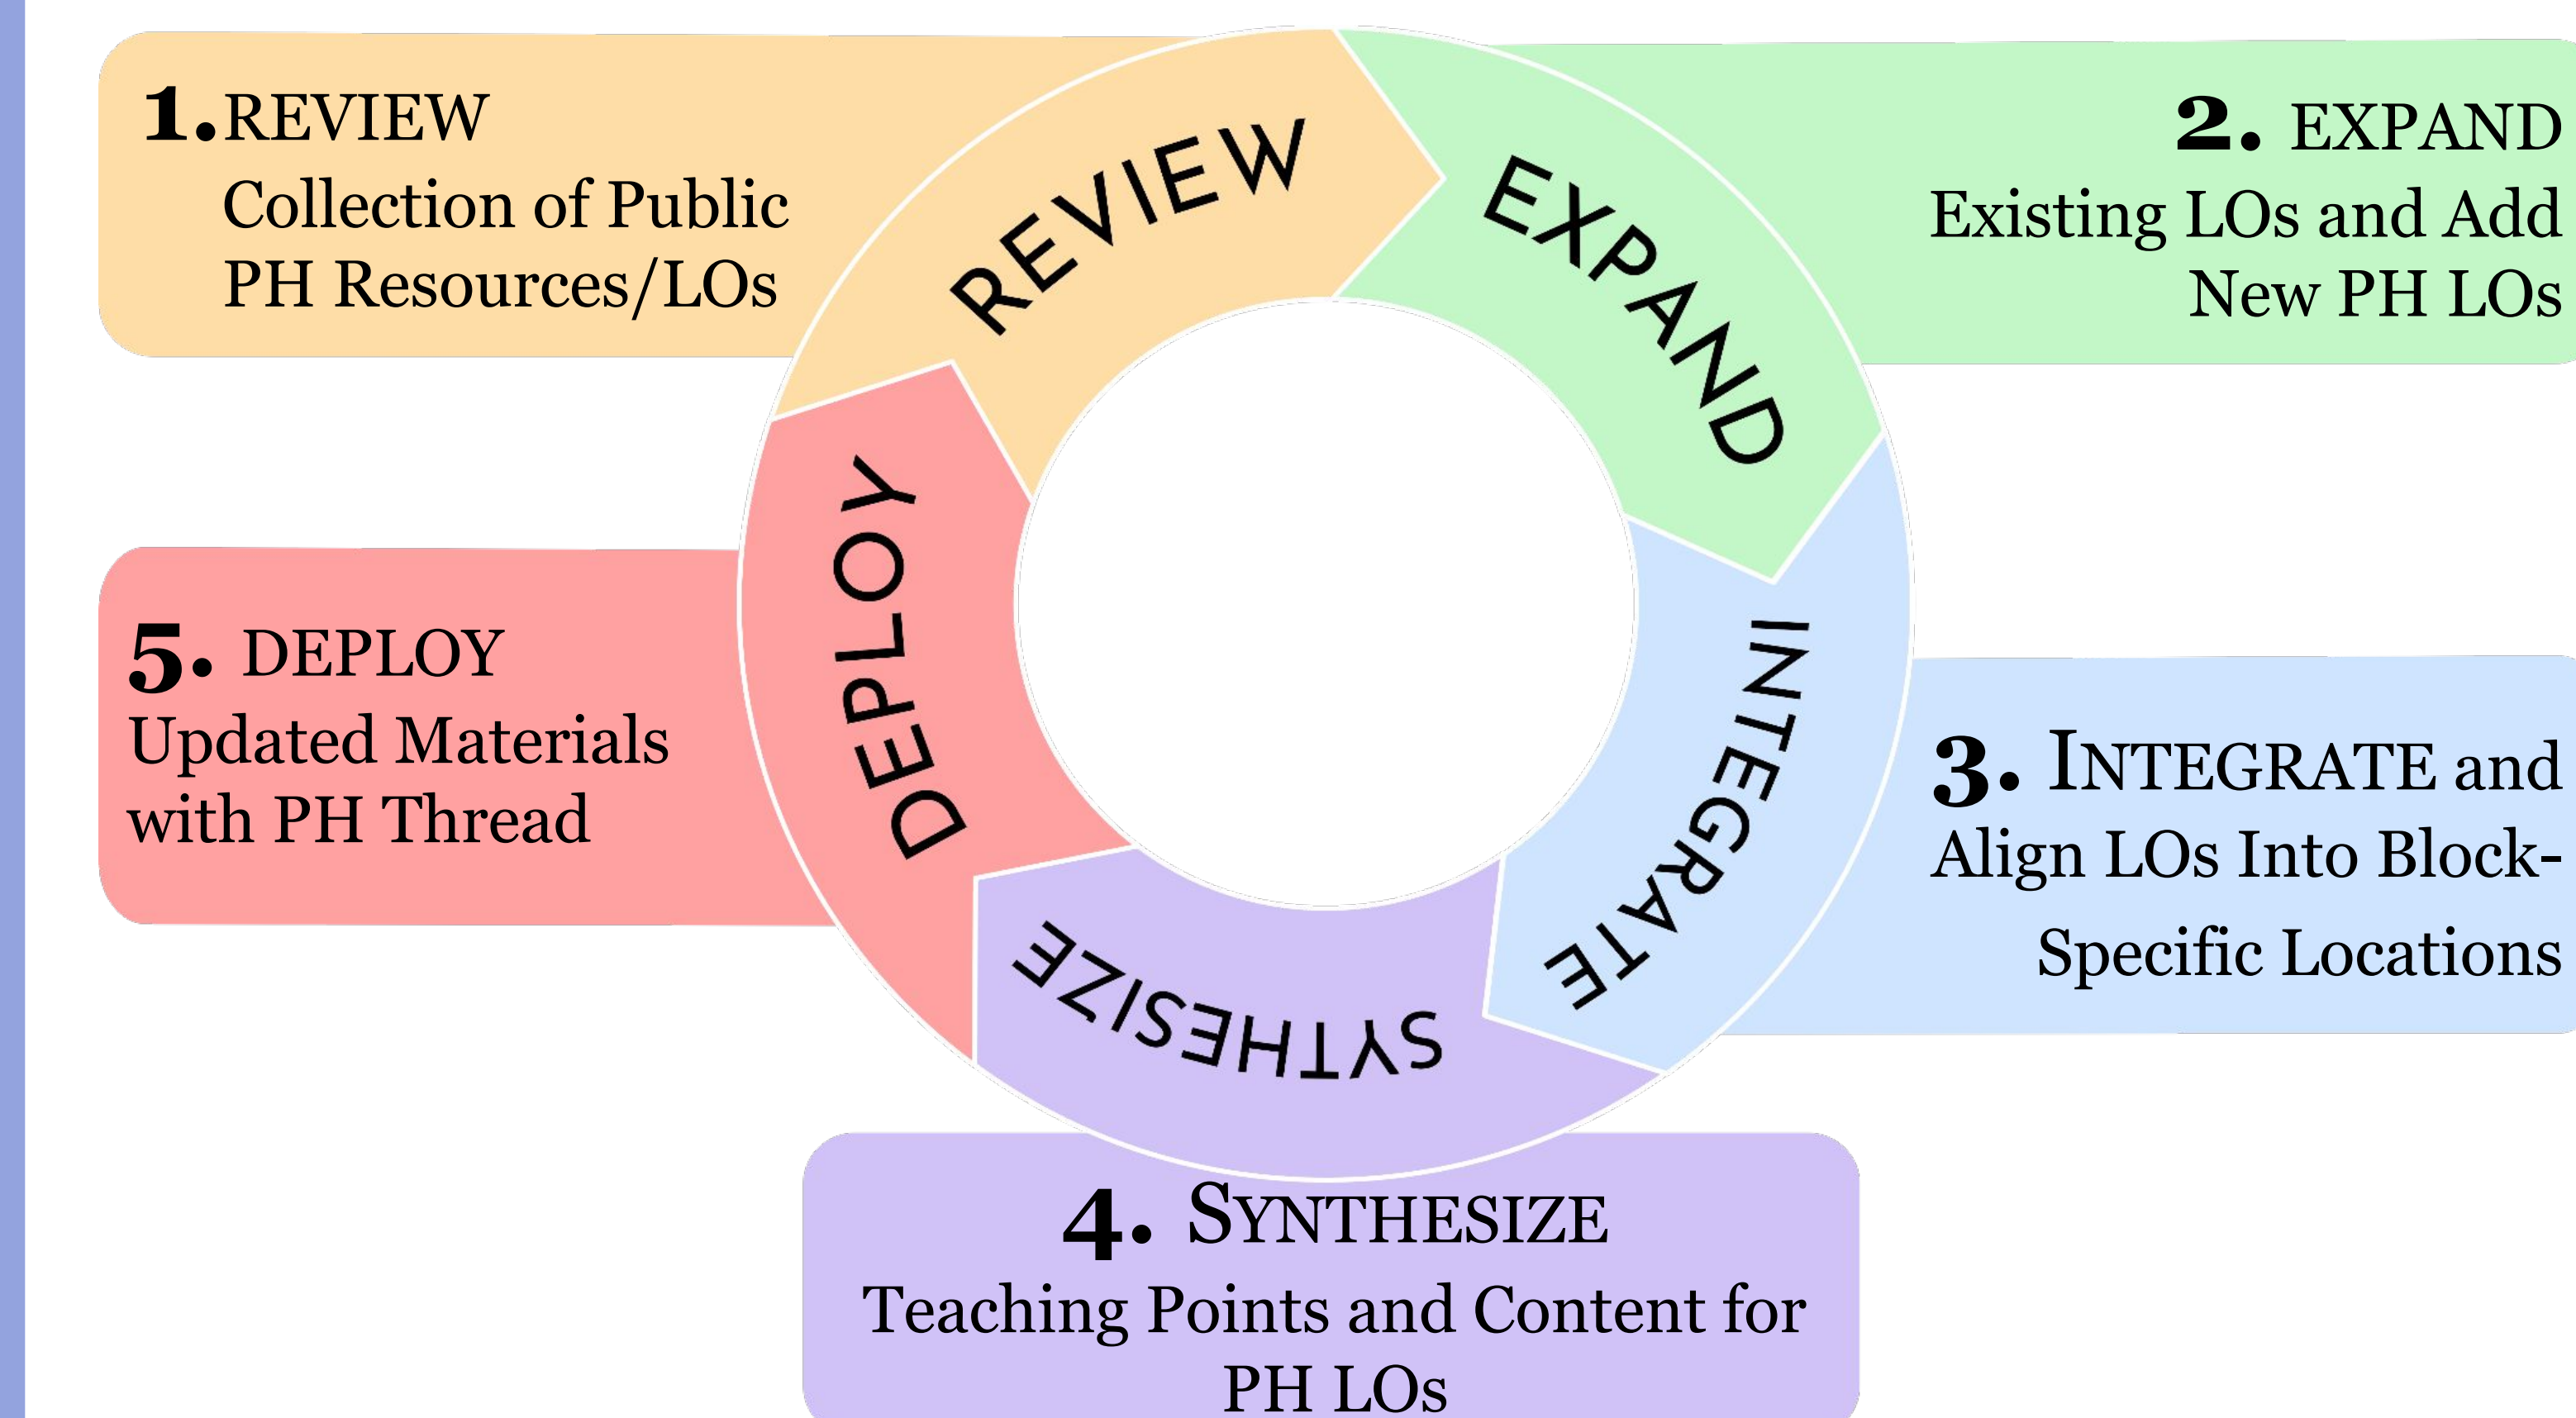 1.REVIEW
Collection of Public
PH Resources/LOs
2. EXPAND
Existing LOs and Add
New PH LOs
3. INTEGRATE and
Align LOs Into Block-
Specific Locations
4. SYNTHESIZE
Teaching Points and Content for
PH LOs
5. DEPLOY
Updated Materials
with PH Thread
REVIEW
EXPAND
INTEGRATE
SYTHESIZE
DEPLOY